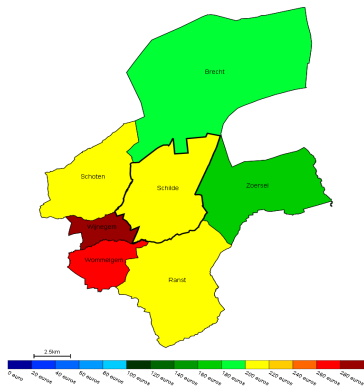 Brecht
Schoten
Schilde
Zoersel
Wijnegem
Wommelgem
Ranst
2.5km
0 euro
20 euros
40 euros
60 euros
80 euros
100 euros
120 euros
140 euros
160 euros
180 euros
200 euros
220 euros
240 euros
260 euros
280 euros